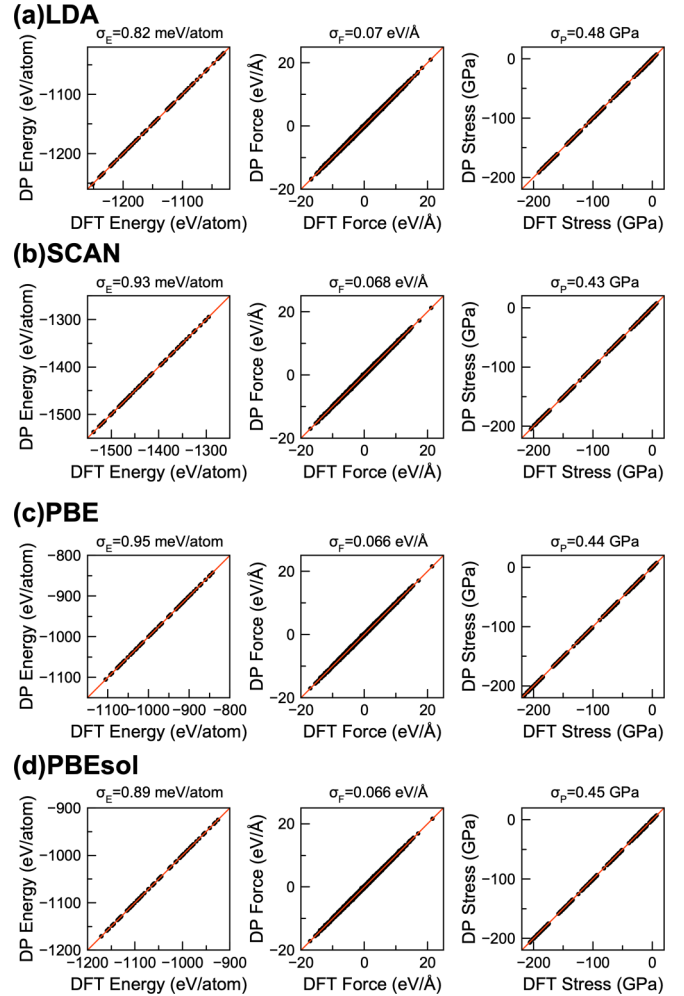 (a)LDA
σE=0.82 meV/atom
σF=0.07 eV/Å
σP=0.48 GPa
DP Energy (eV/atom)
−1100
−1200
−1200 −1100
DFT Energy (eV/atom)
DP Force (eV/Å)
20
0
−20
−20 0 20
DFT Force (eV/Å)
DP Stress (GPa)
0
−100
−200
−200 −100 0
DFT Stress (GPa)
(b)SCAN
σE=0.93 meV/atom
σF=0.068 eV/Å
σP=0.43 GPa
DP Energy (eV/atom)
−1300
−1400
−1500
−1500 −1400 −1300
DFT Energy (eV/atom)
DP Force (eV/Å)
20
0
−20
−20 0 20
DFT Force (eV/Å)
DP Stress (GPa)
0
−100
−200
−200 −100 0
DFT Stress (GPa)
(c)PBE
σE=0.95 meV/atom
σF=0.066 eV/Å
σP=0.44 GPa
DP Energy (eV/atom)
−800
−900
−1000
−1100
−1100 −1000 −900 −800
DFT Energy (eV/atom)
DP Force (eV/Å)
20
0
−20
−20 0 20
DFT Force (eV/Å)
DP Stress (GPa)
0
−100
−200
−200 −100 0
DFT Stress (GPa)
(d)PBEsol
σE=0.89 meV/atom
σF=0.066 eV/Å
σP=0.45 GPa
DP Energy (eV/atom)
−900
−1000
−1100
−1200
−1200 −1100 −1000 −900
DFT Energy (eV/atom)
DP Force (eV/Å)
20
0
−20
−20 0 20
DFT Force (eV/Å)
DP Stress (GPa)
0
−100
−200
−200 −100 0
DFT Stress (GPa)